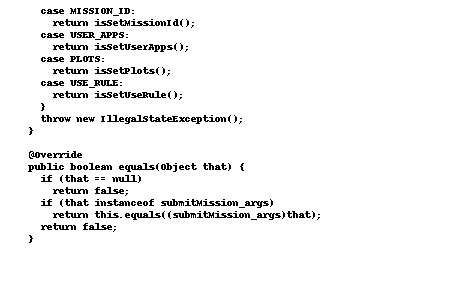 case MISSION_ID:
return isSetMissionId();
case USER_APPS:
return isSetUserApps();
case PLOTS:
return isSetPlots();
case USE_RULE:
return isSetUseRule();
}
throw new IllegalStateException();
}
@Override
public boolean equals(Object that) {
if (that == null)
return false;
if (that instanceof submitMission_args)
return this.equals((submitMission_args)that);
return false;
}